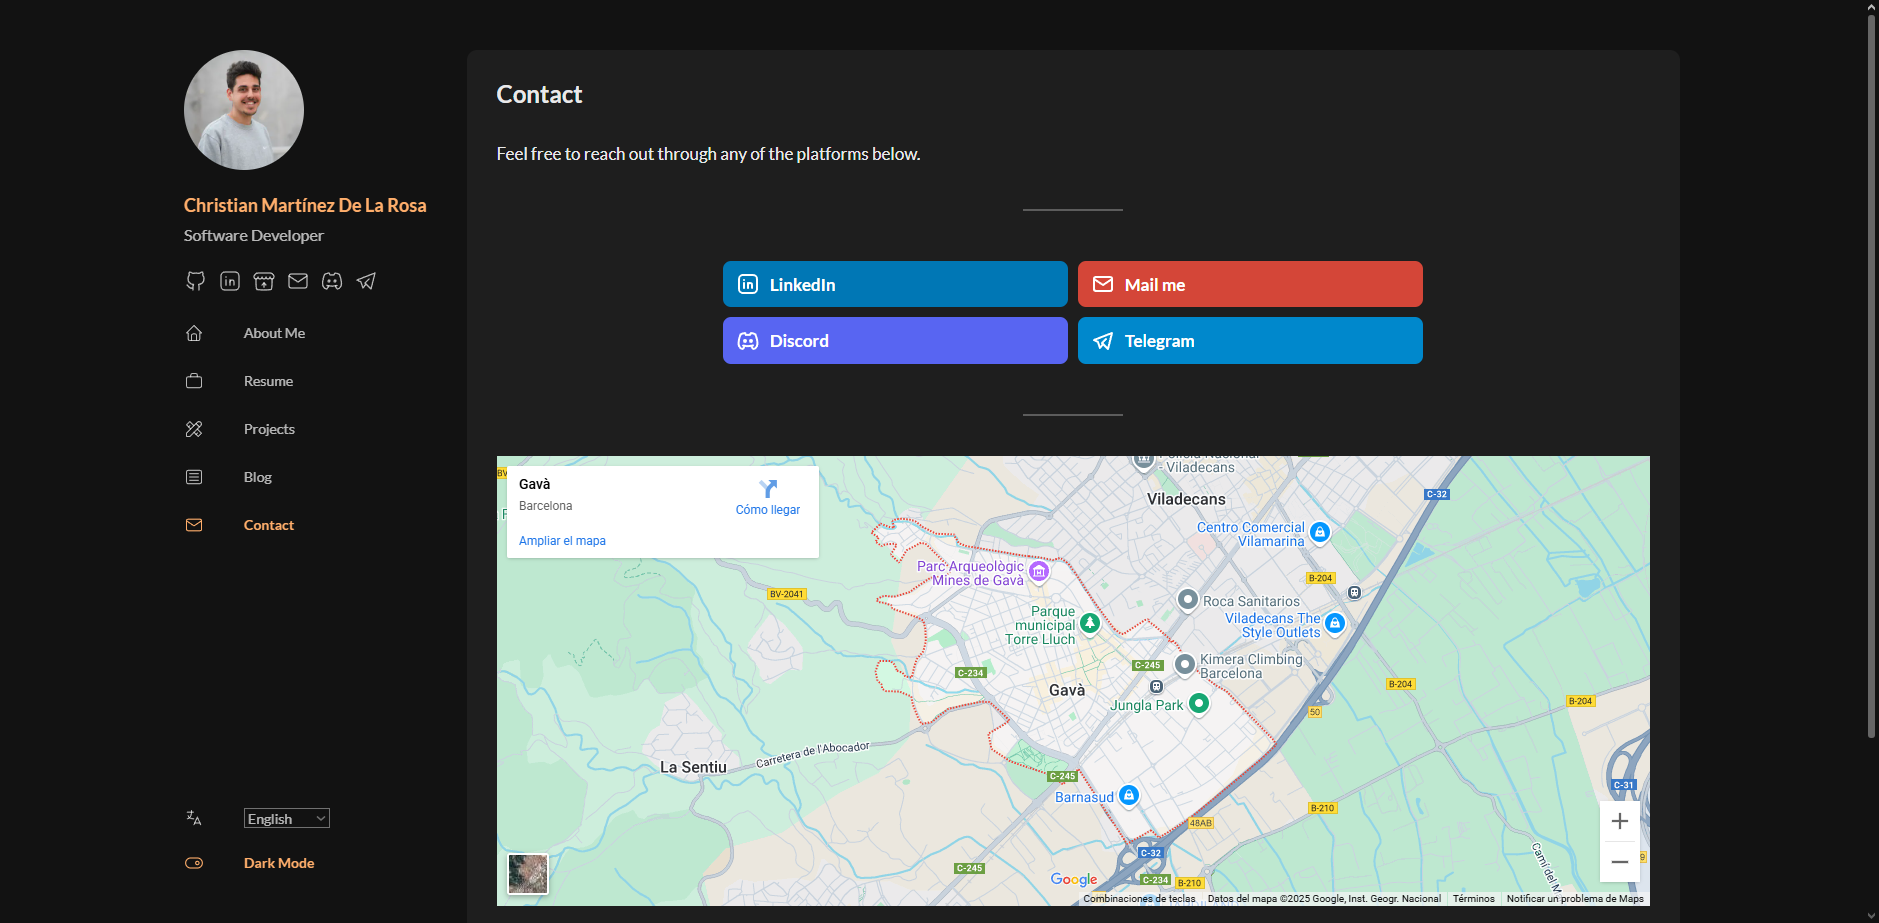 Christian Martínez De La Rosa
Software Developer
About Me
Resume
Projects
Blog
Contact
English
Dark Mode
Contact
Feel free to reach out through any of the platforms below.
LinkedIn
Mail me
Discord
Telegram
Gavà
Barcelona
Cómo llegar
Ampliar el mapa
- Viladecans
Viladecans
C-32
Centro Comercial
Vilamarina
B-204
Parc Arqueològic
Mines de Gavà
BV-2041
Roca Sanitarios
Parque
municipal
Torre Lluch
Viladecans The
Style Outlets
C-245
Kimera Climbing
Barcelona
C-234
Gavà
B-204
B-204
Jungla Park
50
Carretera de l'Abocador
La Sentiu
C-245
C-31
Barnasud
B-210
48AB
C-32
C-245
Google
C-234
B-210
Camí del M
Combinaciones de teclas
Datos del mapa ©2025 Google, Inst. Geogr. Nacional
Términos
Notificar un problema de Maps